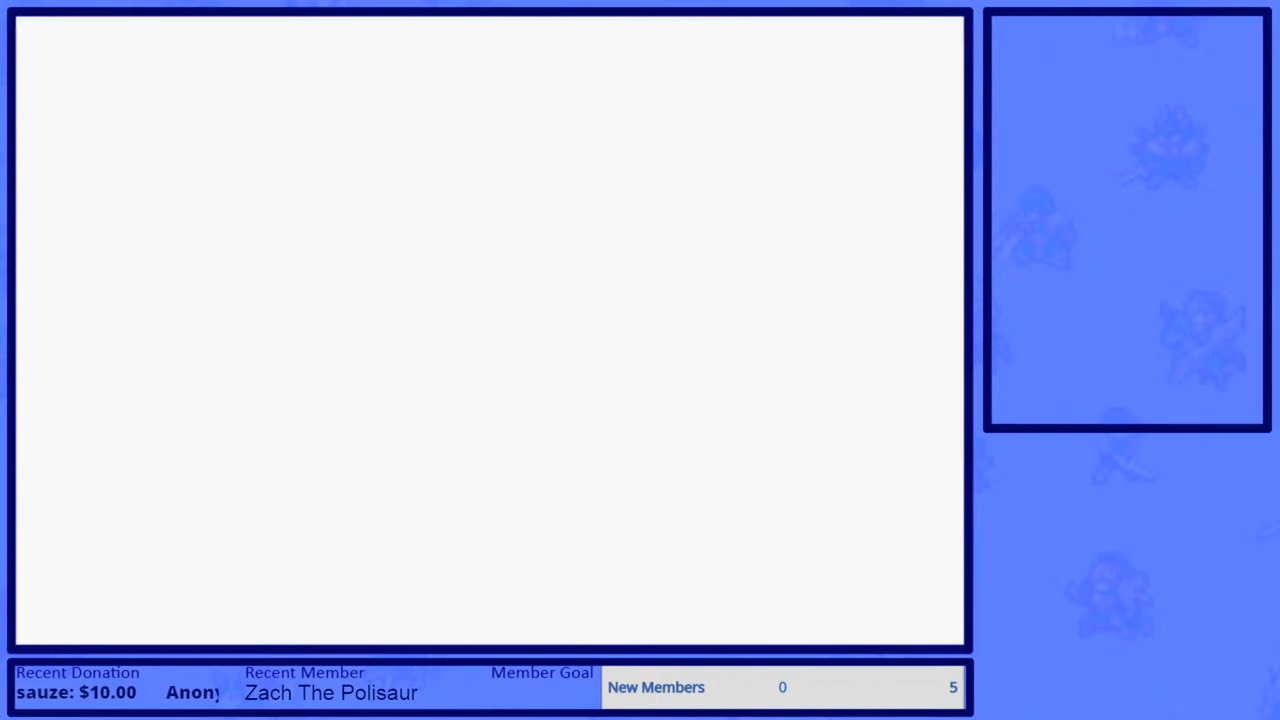 Recent Donation
Recent Member
Member Goal
sauze: $10.00
Zach The Polisaur
New Members
0
5